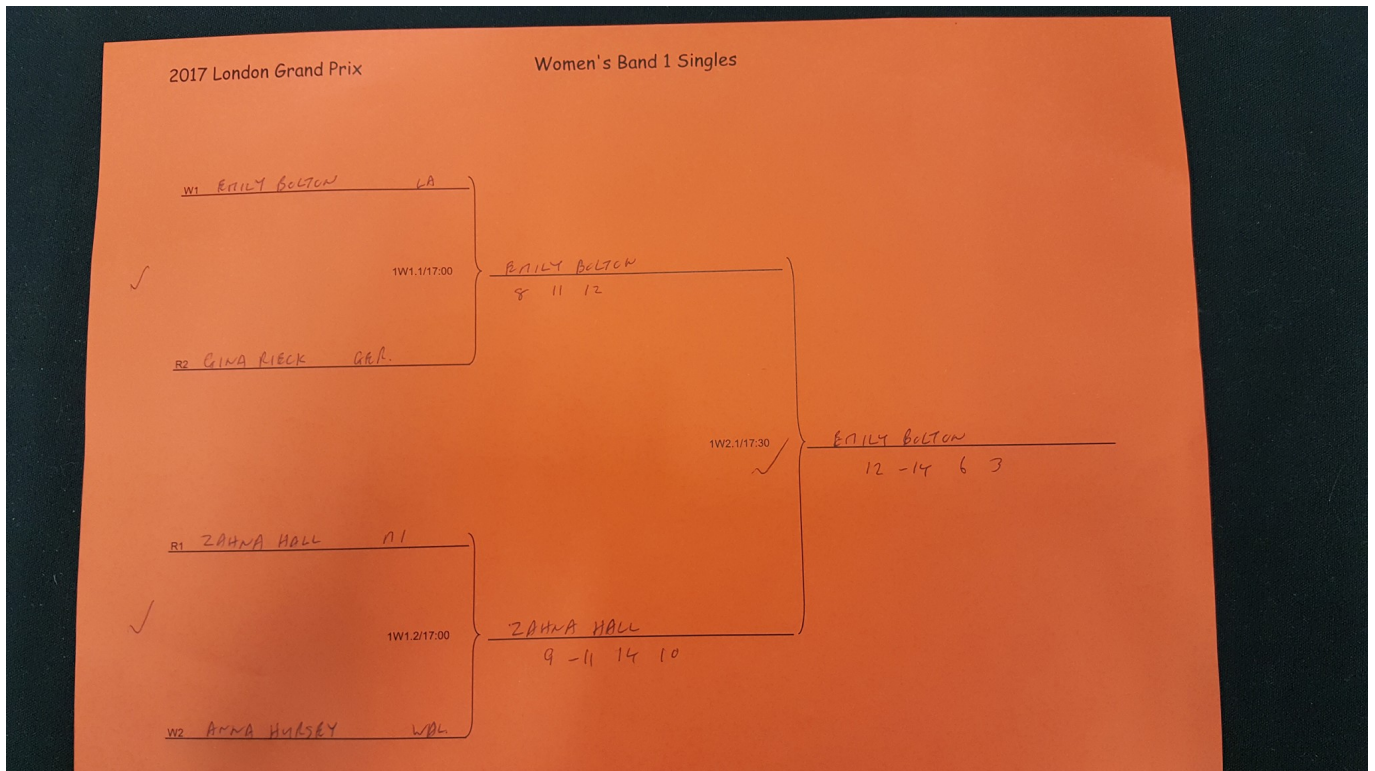 2017 London Grand Prix
Women's Band 1 Singles
W1 EMILY BOLTON LA
1W1.1/17:00
EMILY BOLTON
8 11 12
R2 GINA RIECK GER.
1W2.1/17:30
EMILY BOLTON
12 -14 6 3
R1 ZAHNA HALL MI
1W1.2/17:00
ZAHNA HALL
9 -11 14 10
W2 ANNA HURSEY WAL